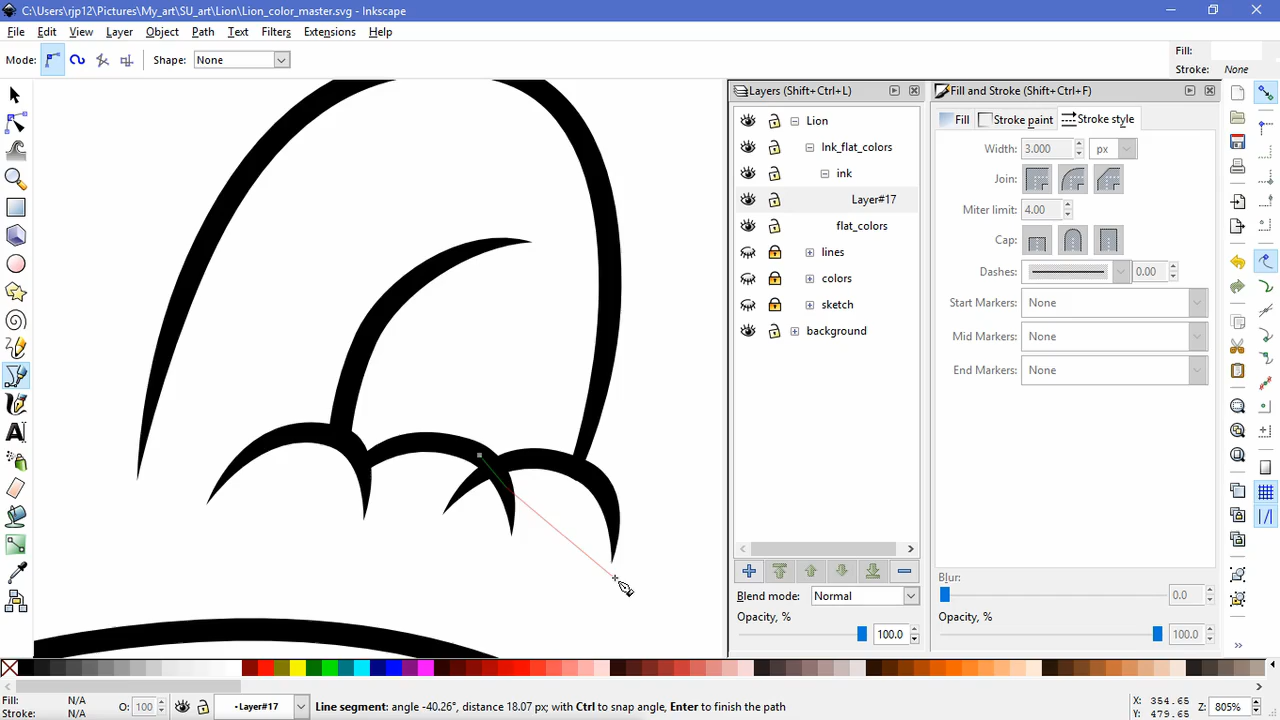 C:\Users\rjp12\Pictures\My_art\SU_art\Lion\Lion_color_master.svg - Inkscape
File Edit View Layer Object Path Text Filters Extensions Help
Mode: Shape: None
Fill:
Stroke: None
Layers (Shift+Ctrl+L)
Lion
Ink_flat_colors
ink
Layer#17
flat_colors
lines
colors
sketch
background
Blend mode: Normal
Opacity, %
100.0
Fill and Stroke (Shift+Ctrl+F)
Fill Stroke paint Stroke style
Width: 3.000 px
Join:
Miter limit: 4.00
Cap:
Dashes: 0.00
Start Markers: None
Mid Markers: None
End Markers: None
Blur:
0.0
Opacity, %
100.0
Fill: N/A
Stroke: N/A
O: 100
•Layer#17
Line segment: angle -40.26°, distance 18.07 px; with Ctrl to snap angle, Enter to finish the path
X: 354.65
Y: 479.65
Z: 805%